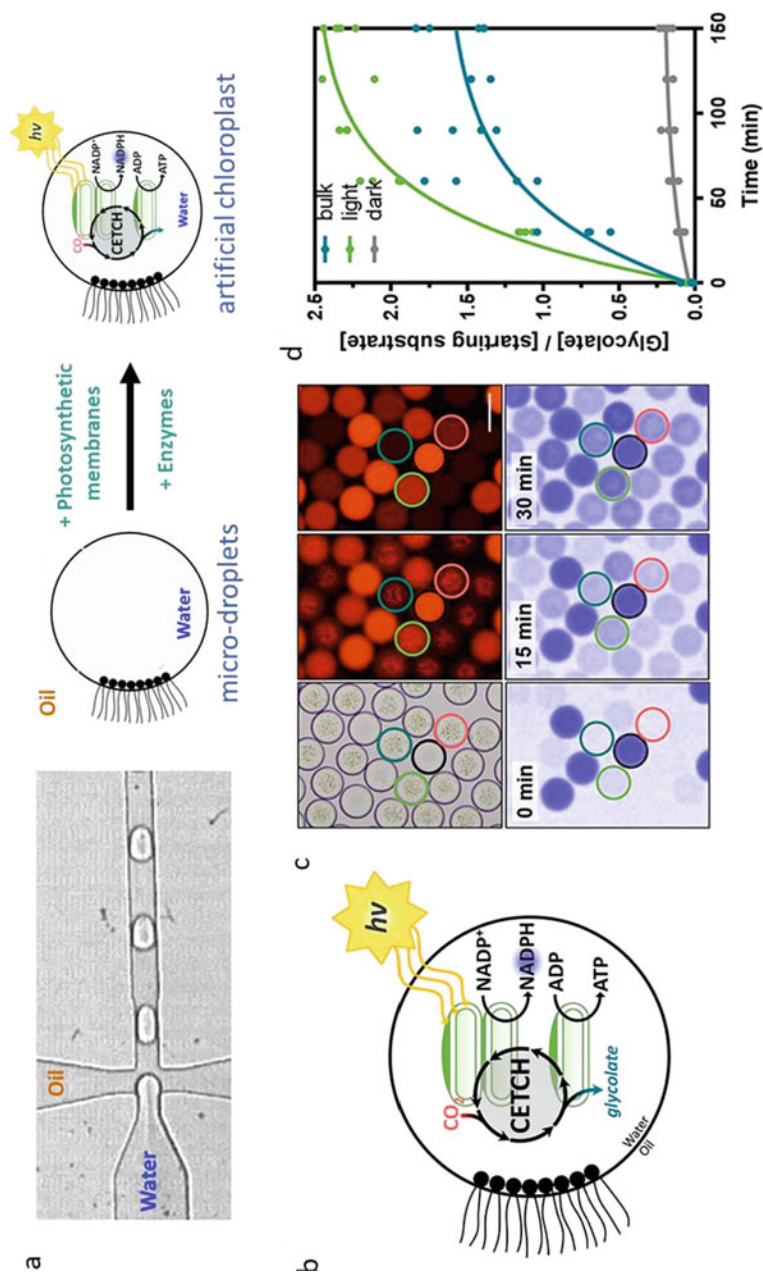 a
Water
Oil
Oil
Water
micro-droplets
+ Photosynthetic
membranes
+ Enzymes
hν
CO2
CETCH
NADP+
NADPH
ADP
ATP
Water
artificial chloroplast
b
hν
CO2
CETCH
NADP+
NADPH
ADP
ATP
glycolate
Water
Oil
c
0 min
15 min
30 min
d
[Glycolate] / [starting substrate]
2.5
2.0
1.5
1.0
0.5
0.0
bulk
light
dark
0
50
100
150
Time (min)